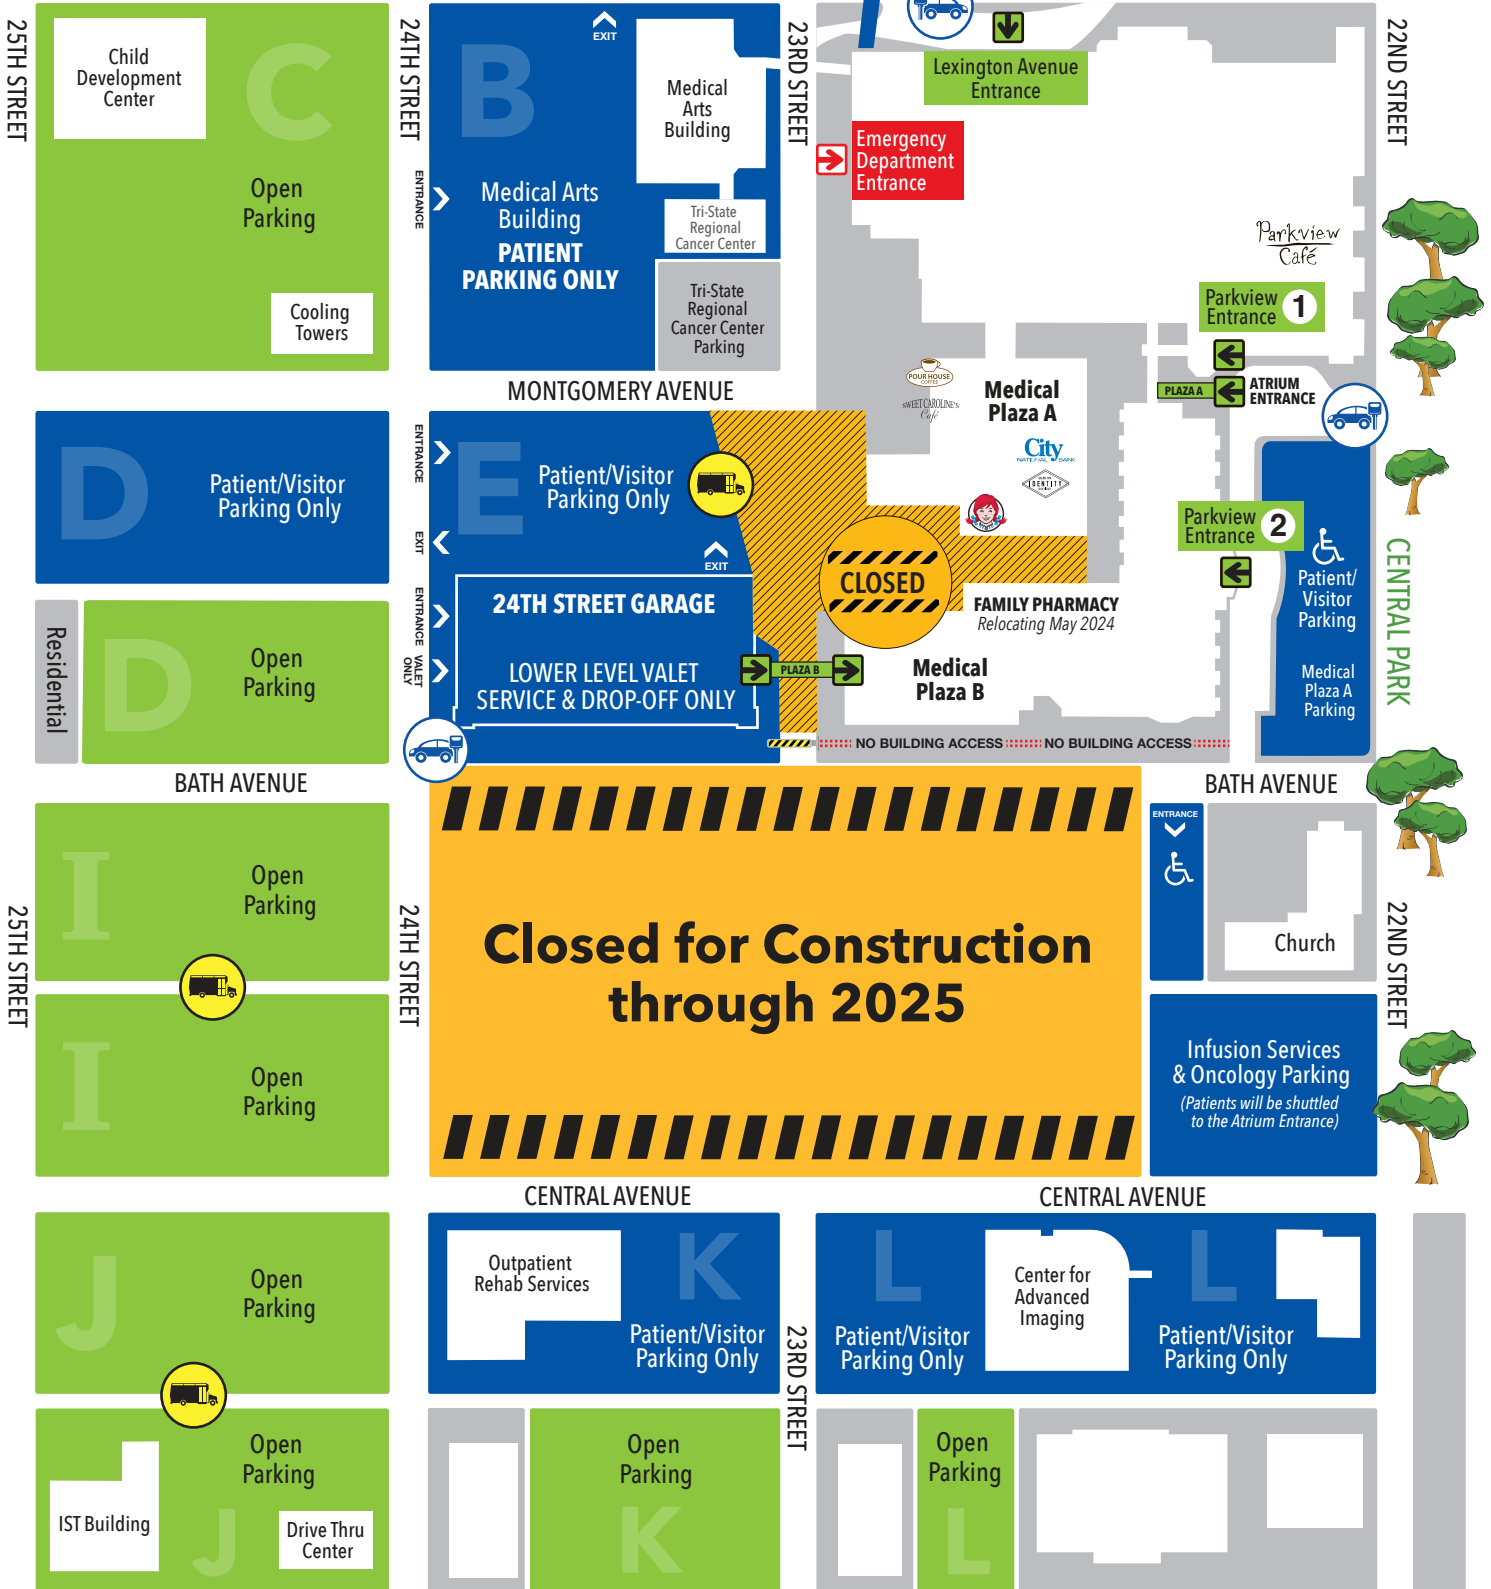 25TH STREET
Child
Development
Center
C
Open
Parking
Cooling
Towers
24TH STREET
ENTRANCE
B
EXIT
Medical
Arts
Building
Medical Arts
Building
PATIENT
PARKING ONLY
Tri-State
Regional
Cancer Center
Tri-State
Regional
Cancer Center
Parking
23RD STREET
Lexington Avenue
Entrance
Emergency
Department
Entrance
22ND STREET
Parkview
Café
Parkview
Entrance 1
PLAZA A
ATRIUM
ENTRANCE
MONTGOMERY AVENUE
POUR HOUSE
COFFEE
SWEET CAROLINE'S
Café
Medical
Plaza A
City
NATIONAL BANK
IDENTITY
D
Patient/Visitor
Parking Only
ENTRANCE
EXIT
ENTRANCE
VALET
ONLY
E
Patient/Visitor
Parking Only
EXIT
24TH STREET GARAGE
LOWER LEVEL VALET
SERVICE & DROP-OFF ONLY
PLAZA B
CLOSED
FAMILY PHARMACY
Relocating May 2024
Medical
Plaza B
Parkview
Entrance 2
Patient/
Visitor
Parking
Medical
Plaza A
Parking
CENTRAL PARK
Residential
D
Open
Parking
NO BUILDING ACCESS
NO BUILDING ACCESS
BATH AVENUE
BATH AVENUE
25TH STREET
I
Open
Parking
I
Open
Parking
24TH STREET
Closed for Construction
through 2025
ENTRANCE
Church
22ND STREET
Infusion Services
& Oncology Parking
(Patients will be shuttled
to the Atrium Entrance)
CENTRAL AVENUE
CENTRAL AVENUE
J
Open
Parking
Outpatient
Rehab Services
K
Patient/Visitor
Parking Only
23RD STREET
L
Patient/Visitor
Parking Only
Center for
Advanced
Imaging
L
Patient/Visitor
Parking Only
Open
Parking
IST Building
J
Drive Thru
Center
Open
Parking
K
Open
Parking
L